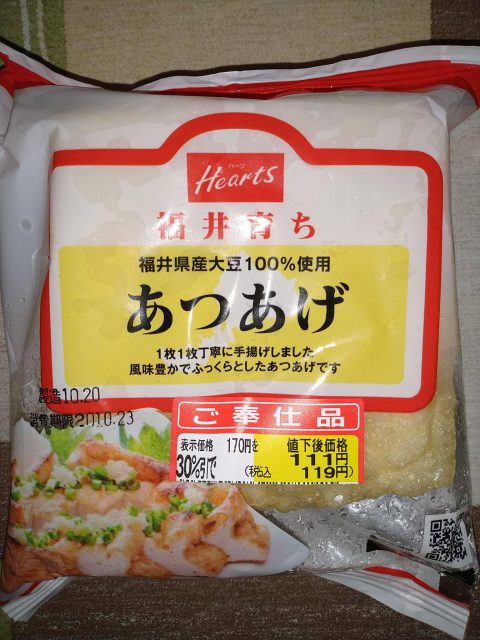 ハーツ
Hearts
福井育ち
福井県産大豆100%使用
あつあげ
1枚1枚丁寧に手揚げしました
風味豊かでふっくらとしたあつあげです
製造10.20
消費期限2010.23
ご奉仕品
表示価格 170円を 値下後価格
30%引で 111円
(税込 119円)